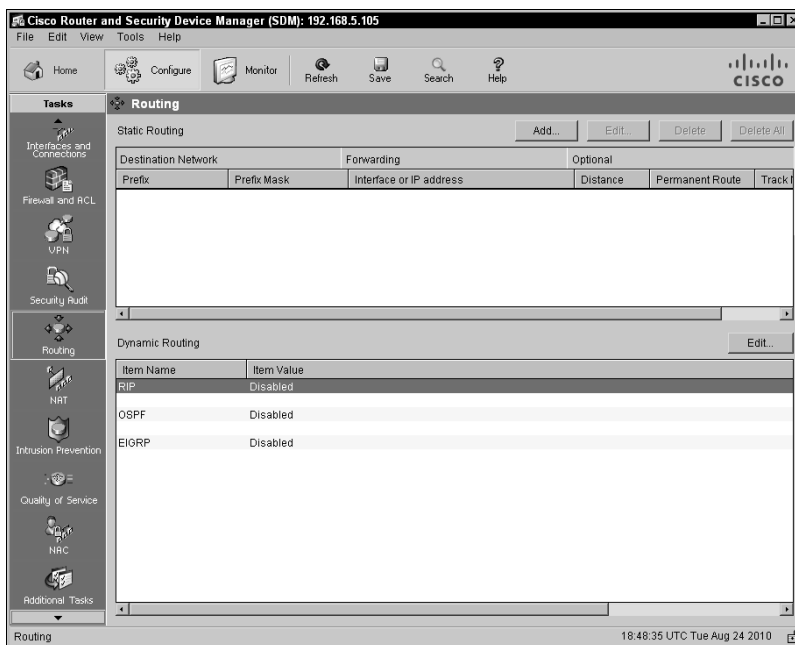 Cisco Router and Security Device Manager (SDM): 192.168.5.105
File Edit View Tools Help
Home Configure Monitor Refresh Save Search Help
CISCO
Tasks
Interfaces and Connections
Firewall and ACL
VPN
Security Audit
Routing
NAT
Intrusion Prevention
Quality of Service
NAC
Additional Tasks
Routing
Static Routing Add... Edit... Delete Delete All
Destination Network Forwarding Optional
Prefix Prefix Mask Interface or IP address Distance Permanent Route Track
Dynamic Routing Edit...
Item Name Item Value
RIP Disabled
OSPF Disabled
EIGRP Disabled
Routing 18:48:35 UTC Tue Aug 24 2010